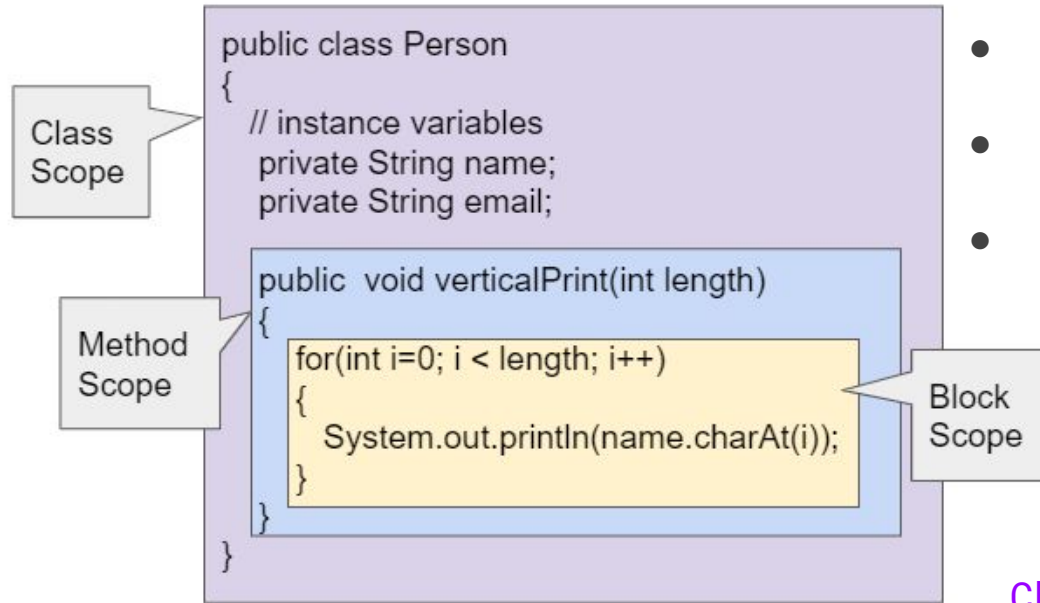 public class Person
{
// instance variables
private String name;
private String email;
Class
Scope
public  void verticalPrint(int length)
{
Method
Scope
for(int i=0; i < length; i++)
{
System.out.println(name.charAt(i));
}
Block
Scope
}
}